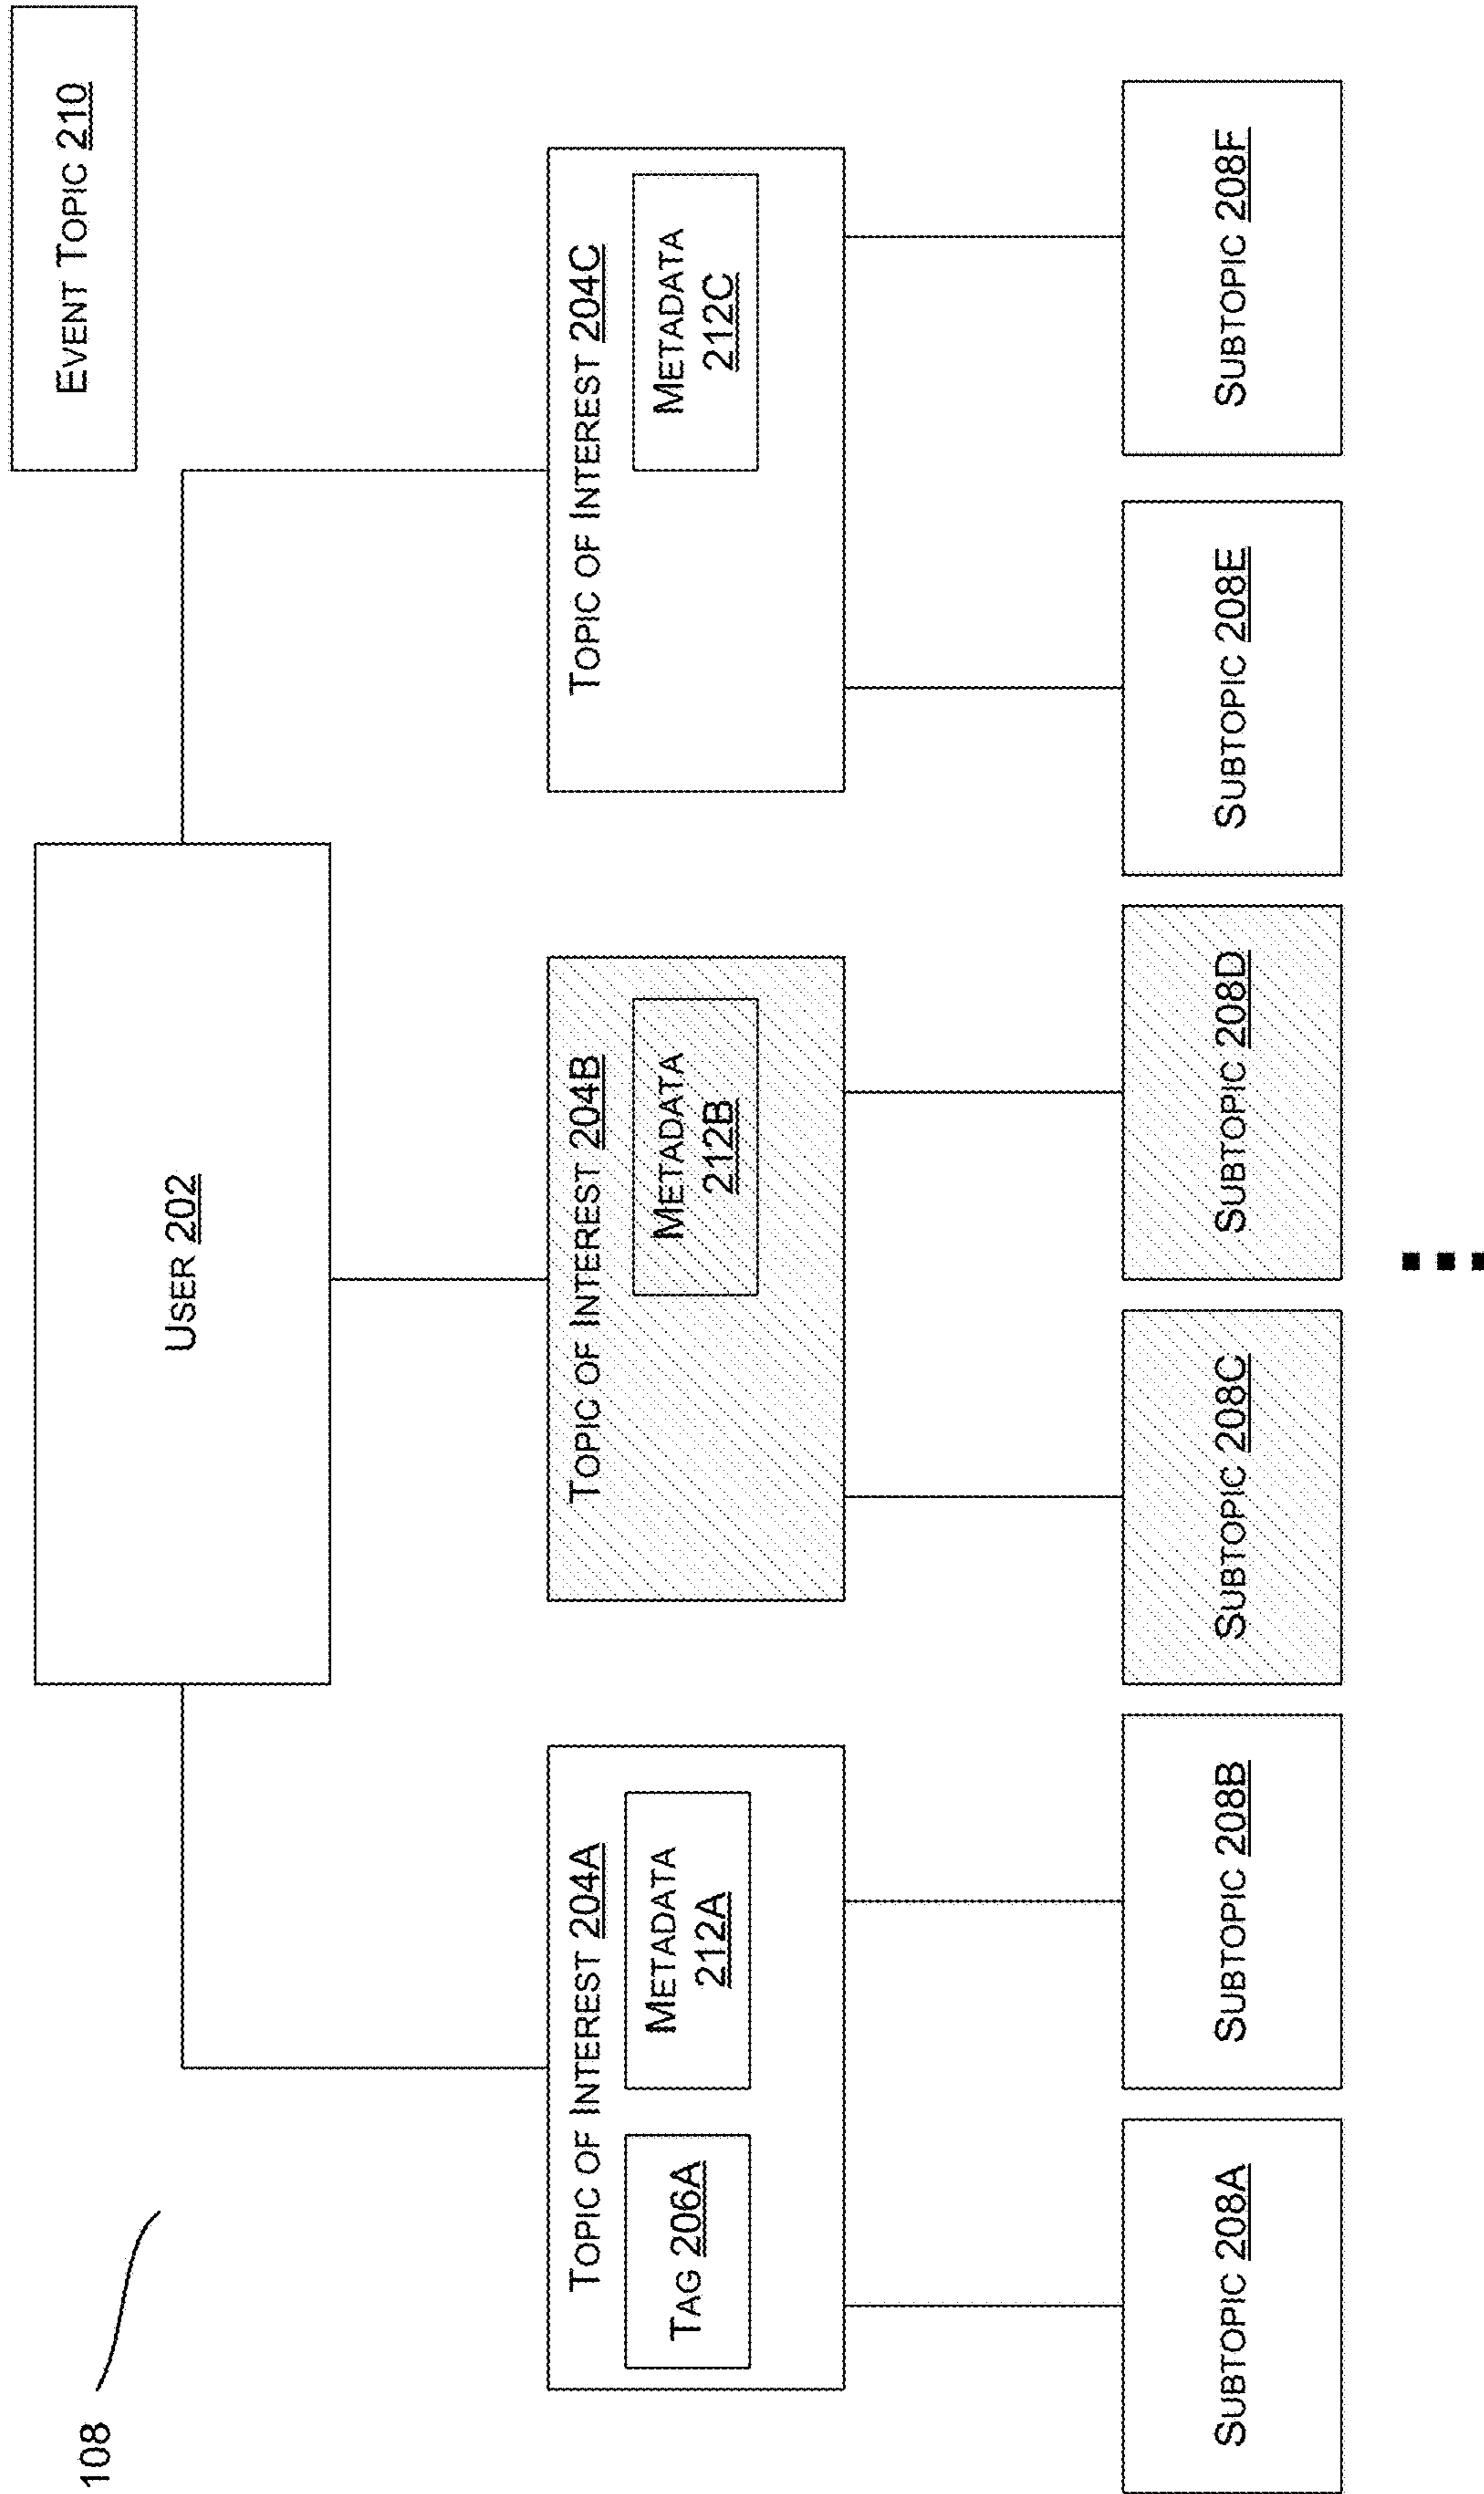 108
USER 202
EVENT TOPIC 210
TOPIC OF INTEREST 204A
TAG 206A
METADATA
212A
TOPIC OF INTEREST 204B
METADATA
212B
TOPIC OF INTEREST 204C
METADATA
212C
SUBTOPIC 208A
SUBTOPIC 208B
SUBTOPIC 208C
SUBTOPIC 208D
SUBTOPIC 208E
SUBTOPIC 208F